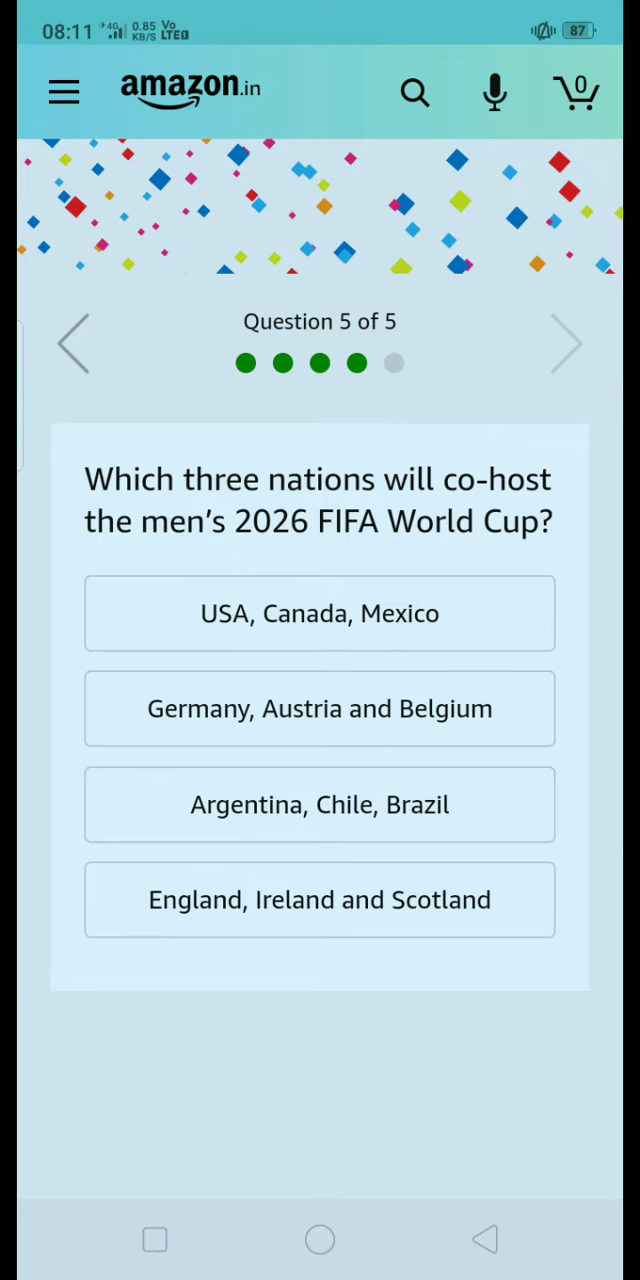 08:11 4G 0.85 KB/S Vo LTE 87
amazon.in
0
Question 5 of 5
Which three nations will co-host
the men’s 2026 FIFA World Cup?
USA, Canada, Mexico
Germany, Austria and Belgium
Argentina, Chile, Brazil
England, Ireland and Scotland